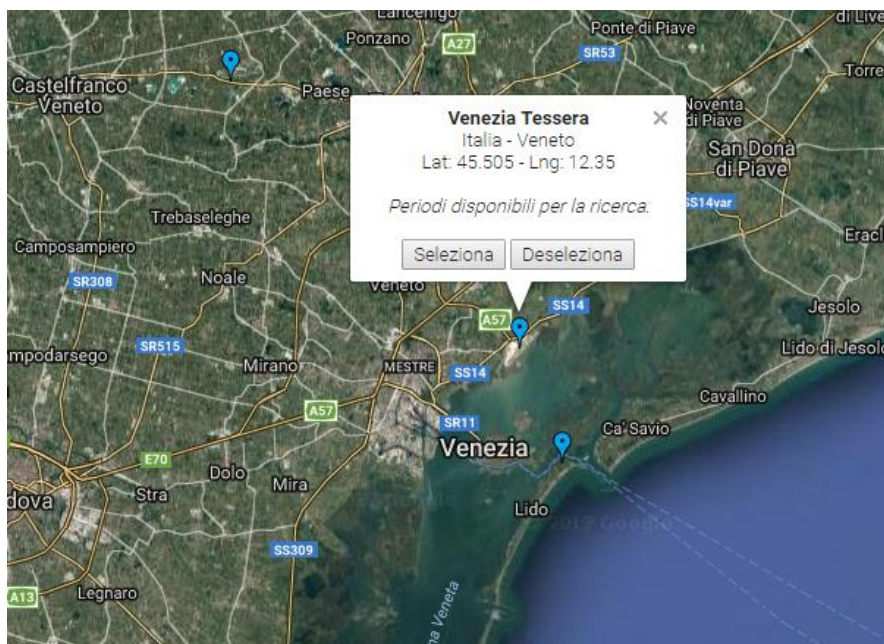 Lancenigo
Ponzano
A27
Ponte di Piave
SR53
di Live
Castelfranco
Veneto
Paese
Torre
Venezia Tessera
Italia - Veneto
Lat: 45.505 - Lng: 12.35
Periodi disponibili per la ricerca:
Seleziona
Deseleziona
Noventa
di Piave
San Donà
di Piave
SS14var
Trebaseleghe
Eracl
Camposampiero
Noale
Veneto
SR308
SS14
A57
Jesolo
SR515
Lido di Jesolo
ampodarsego
Mirano
MESTRE
SS14
Cavallino
A57
SR11
Ca' Savio
Venezia
E70
Dolo
Stra
Mira
dova
Lido
2017 Google
SS309
A13
Legnaro
na Veneta